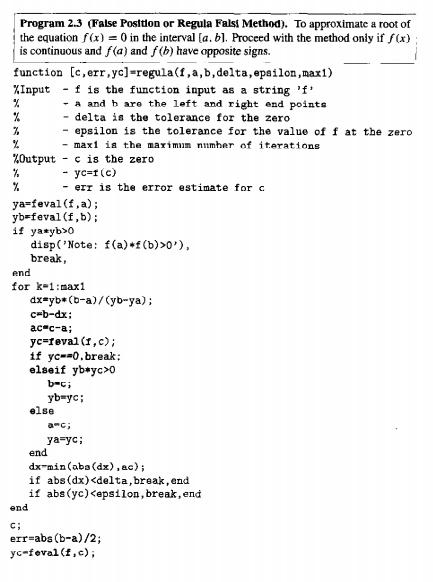 Program 2.3 (False Position or Regula Falsi Method). To approximate a root of
the equation f(x) = 0 in the interval [a, b]. Proceed with the method only if f(x)
is continuous and f(a) and f(b) have opposite signs.
function [c,err,yc]=regula(f,a,b,delta,epsilon,max1)
%Input - f is the function input as a string 'f'
% - a and b are the left and right end points
% - delta is the tolerance for the zero
% - epsilon is the tolerance for the value of f at the zero
% - max1 is the maximum number of iterations
%Output - c is the zero
% - yc=f(c)
% - err is the error estimate for c
ya=feval(f,a);
yb=feval(f,b);
if ya*yb>0
disp('Note: f(a)*f(b)>0'),
break,
end
for k=1:max1
dx=yb*(b-a)/(yb-ya);
c=b-dx;
ac=c-a;
yc=feval(f,c);
if yc==0,break;
elseif yb*yc>0
b=c;
yb=yc;
else
a=c;
ya=yc;
end
dx=min(abs(dx),ac);
if abs(dx)<delta,break,end
if abs(yc)<epsilon,break,end
end
c;
err=abs(b-a)/2;
yc=feval(f,c);